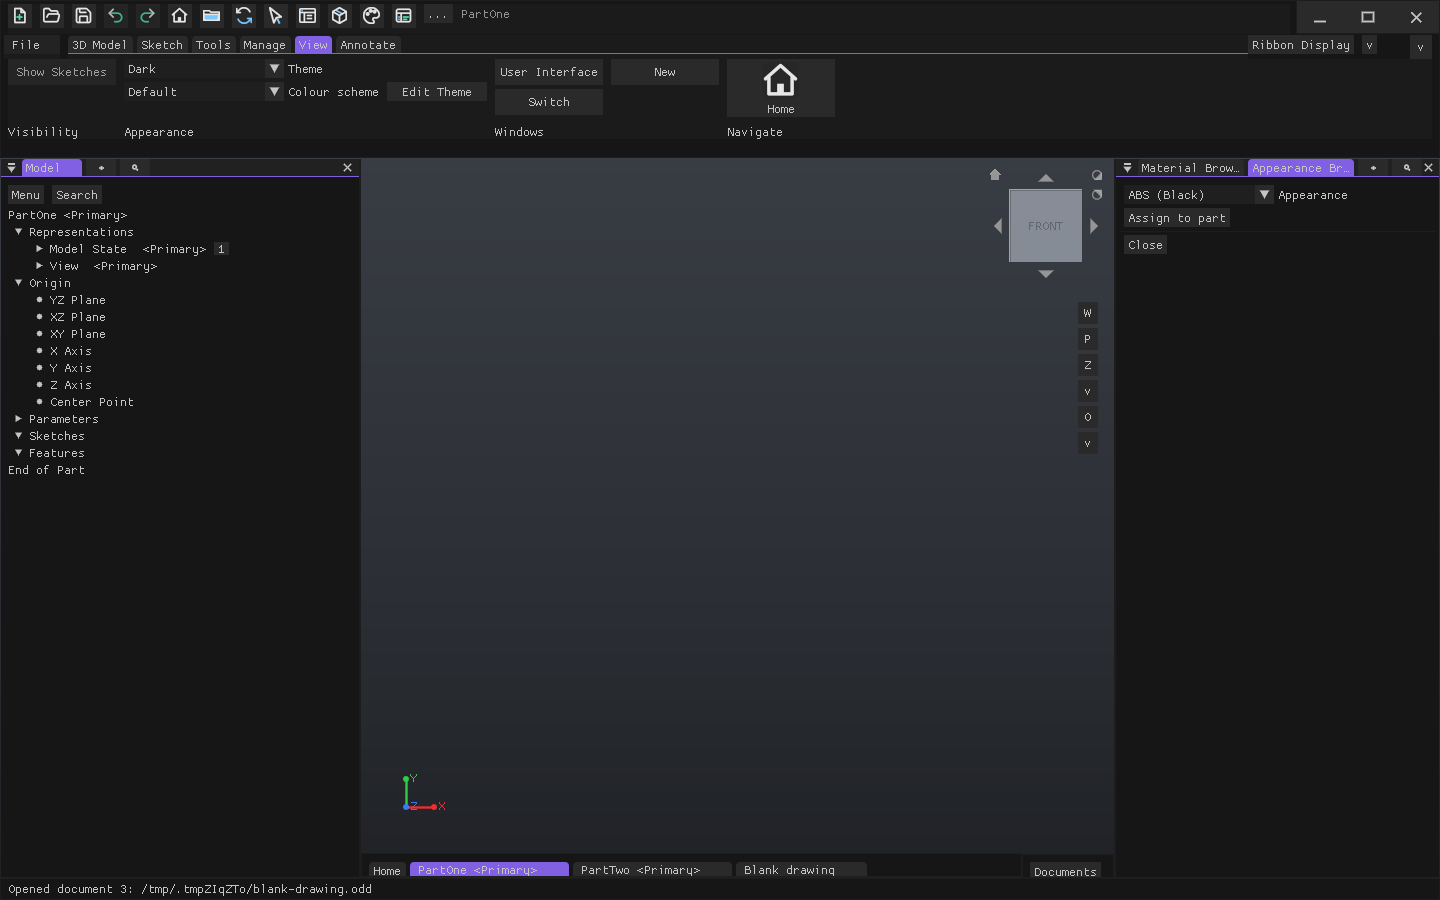 ... PartOne
File 3D Model Sketch Tools Manage View Annotate Ribbon Display v v
Show Sketches Dark Theme User Interface New
Default Colour scheme Edit Theme Switch
Home
Visibility Appearance Windows Navigate
Model
Menu Search
PartOne <Primary>
Representations
Model State <Primary> 1
View <Primary>
Origin
YZ Plane
XZ Plane
XY Plane
X Axis
Y Axis
Z Axis
Center Point
Parameters
Sketches
Features
End of Part
FRONT
W
P
Z
v
O
v
Y
Z X
Material Brow… Appearance Br…
ABS (Black) Appearance
Assign to part
Close
Home PartOne <Primary> PartTwo <Primary> Blank drawing Documents
Opened document 3: /tmp/.tmpZIqZTo/blank-drawing.odd